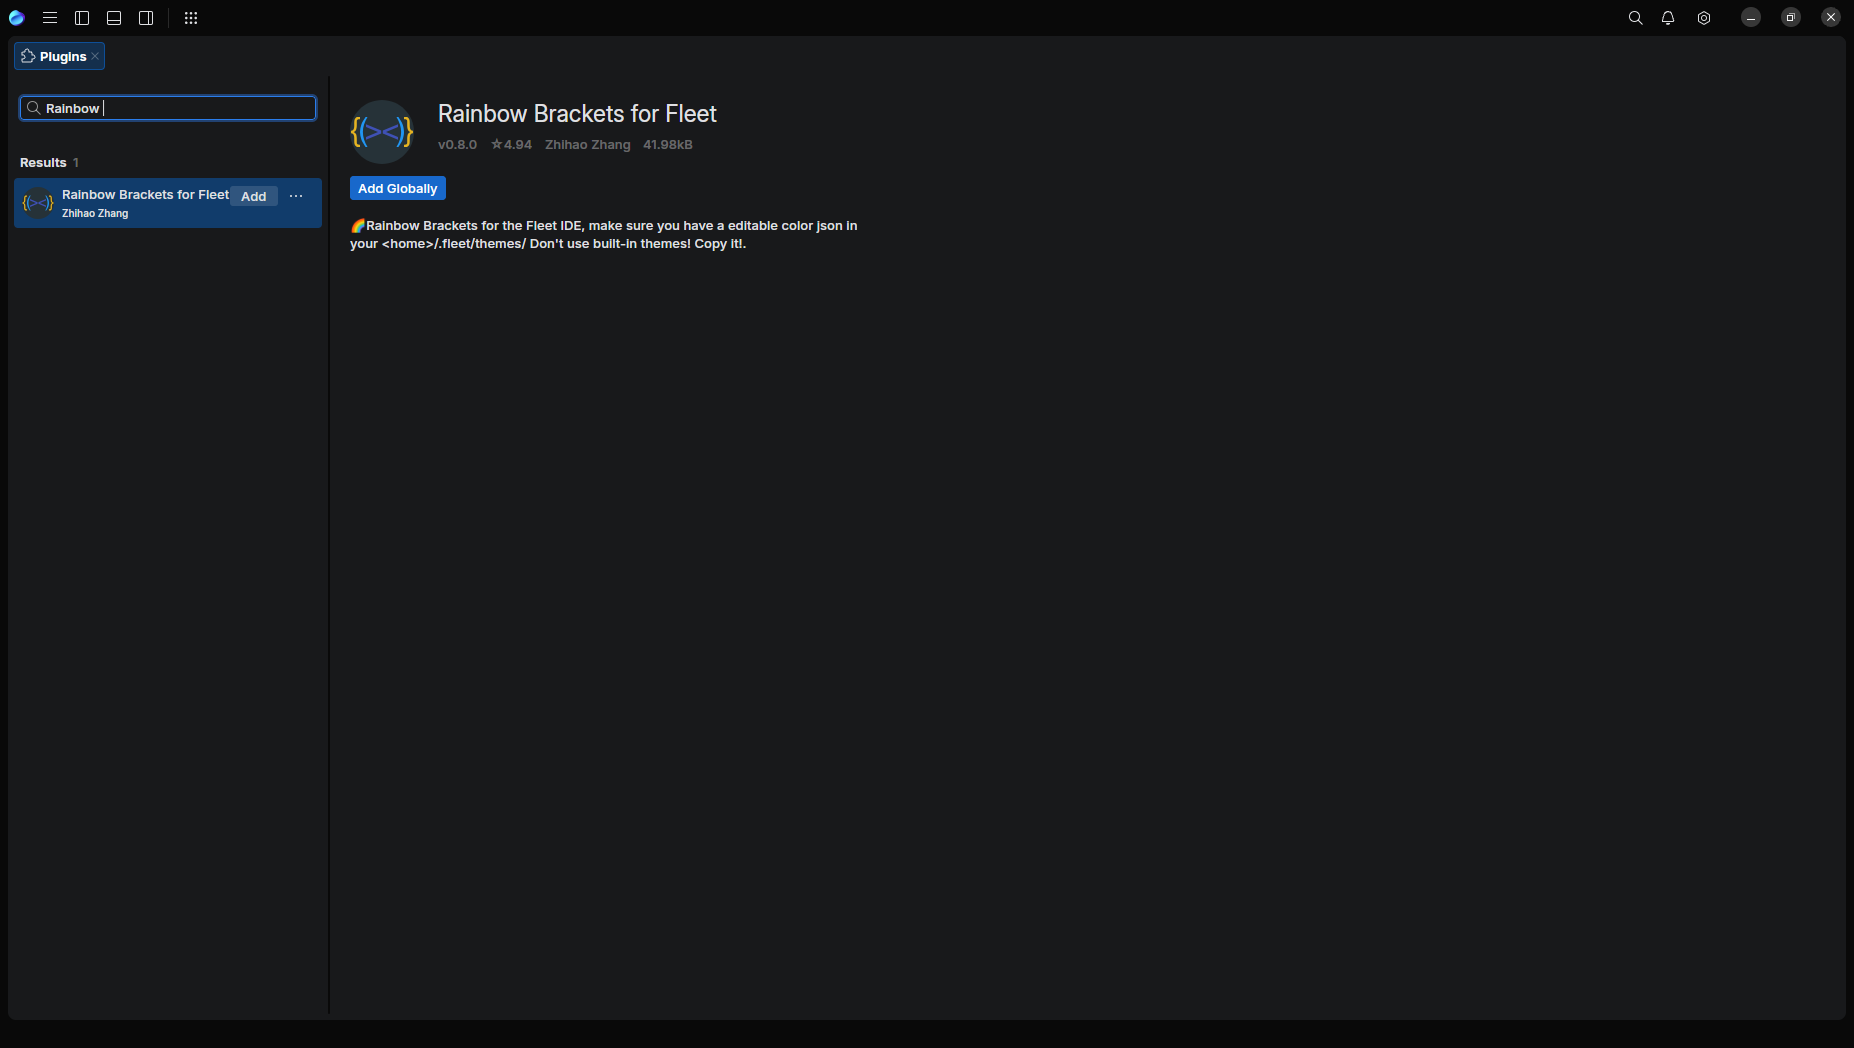 Plugins
Rainbow
Results 1
Rainbow Brackets for Fleet
Add
Zhihao Zhang
Rainbow Brackets for Fleet
v0.8.0 ☆4.94 Zhihao Zhang 41.98kB
Add Globally
🌈Rainbow Brackets for the Fleet IDE, make sure you have a editable color json in
your <home>/.fleet/themes/ Don't use built-in themes! Copy it!.